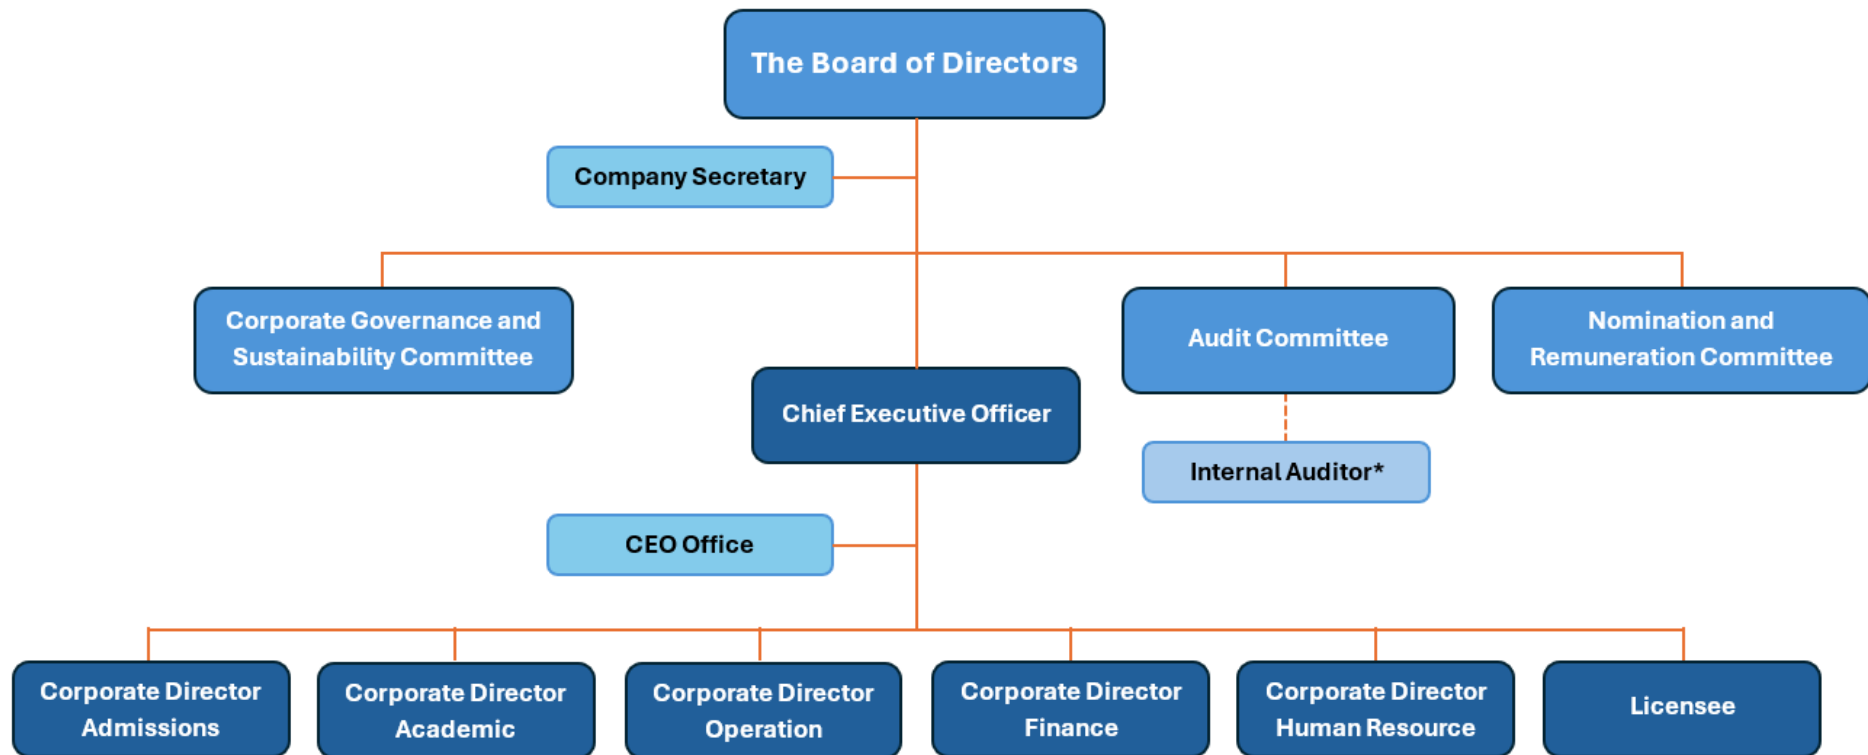 The Board of Directors
Company Secretary
Corporate Governance and
Sustainability Committee
Audit Committee
Nomination and
Remuneration Committee
Chief Executive Officer
Internal Auditor*
CEO Office
Corporate Director
Admissions
Corporate Director
Academic
Corporate Director
Operation
Corporate Director
Finance
Corporate Director
Human Resource
Licensee